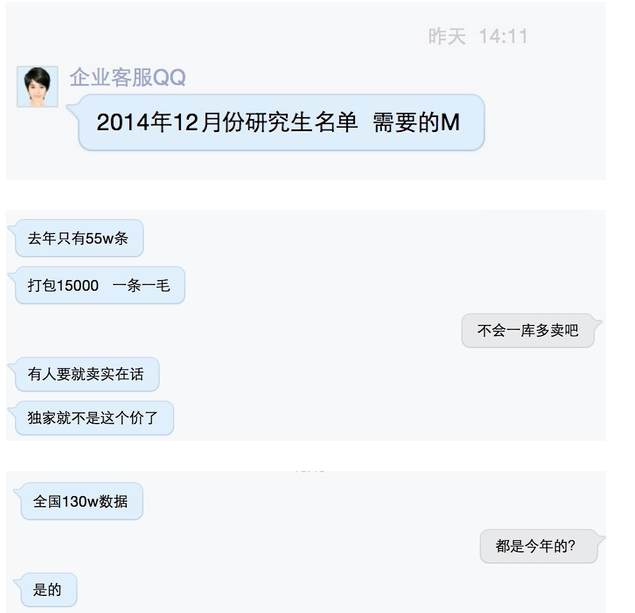 昨天 14:11
企业客服QQ
2014年12月份研究生名单 需要的M
去年只有55w条
打包15000 一条一毛
不会一库多卖吧
有人要就卖实在话
独家就不是这个价了
全国130w数据
都是今年的?
是的